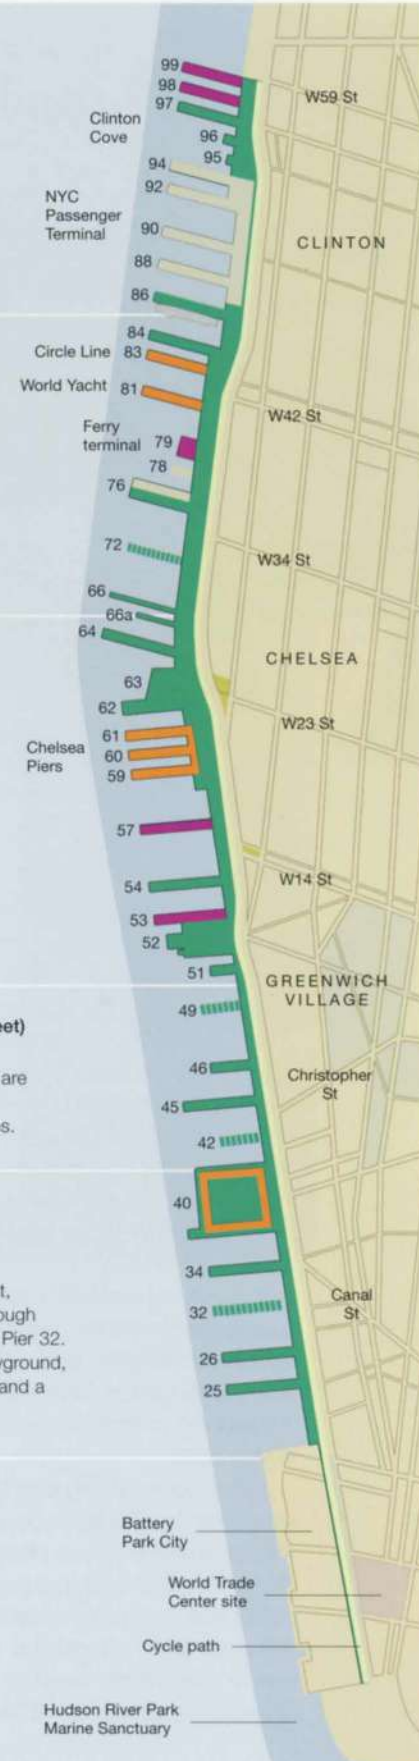 99
98
W59 St
97
Clinton
Cove
96
95
94
92
NYC
Passenger
Terminal
90
CLINTON
88
86
84
Circle Line 83
World Yacht 81
W42 St
Ferry
terminal 79
78
76
72
W34 St
66
66a
64
CHELSEA
63
62
W23 St
61
Chelsea
Piers
60
59
57
W14 St
54
53
52
51
GREENWICH
VILLAGE
49
eet)
46
are
Christopher
St
45
s.
42
40
34
t,
Canal
St
ough
32
Pier 32.
26
ground,
25
and a
Battery
Park City
World Trade
Center site
Cycle path
Hudson River Park
Marine Sanctuary